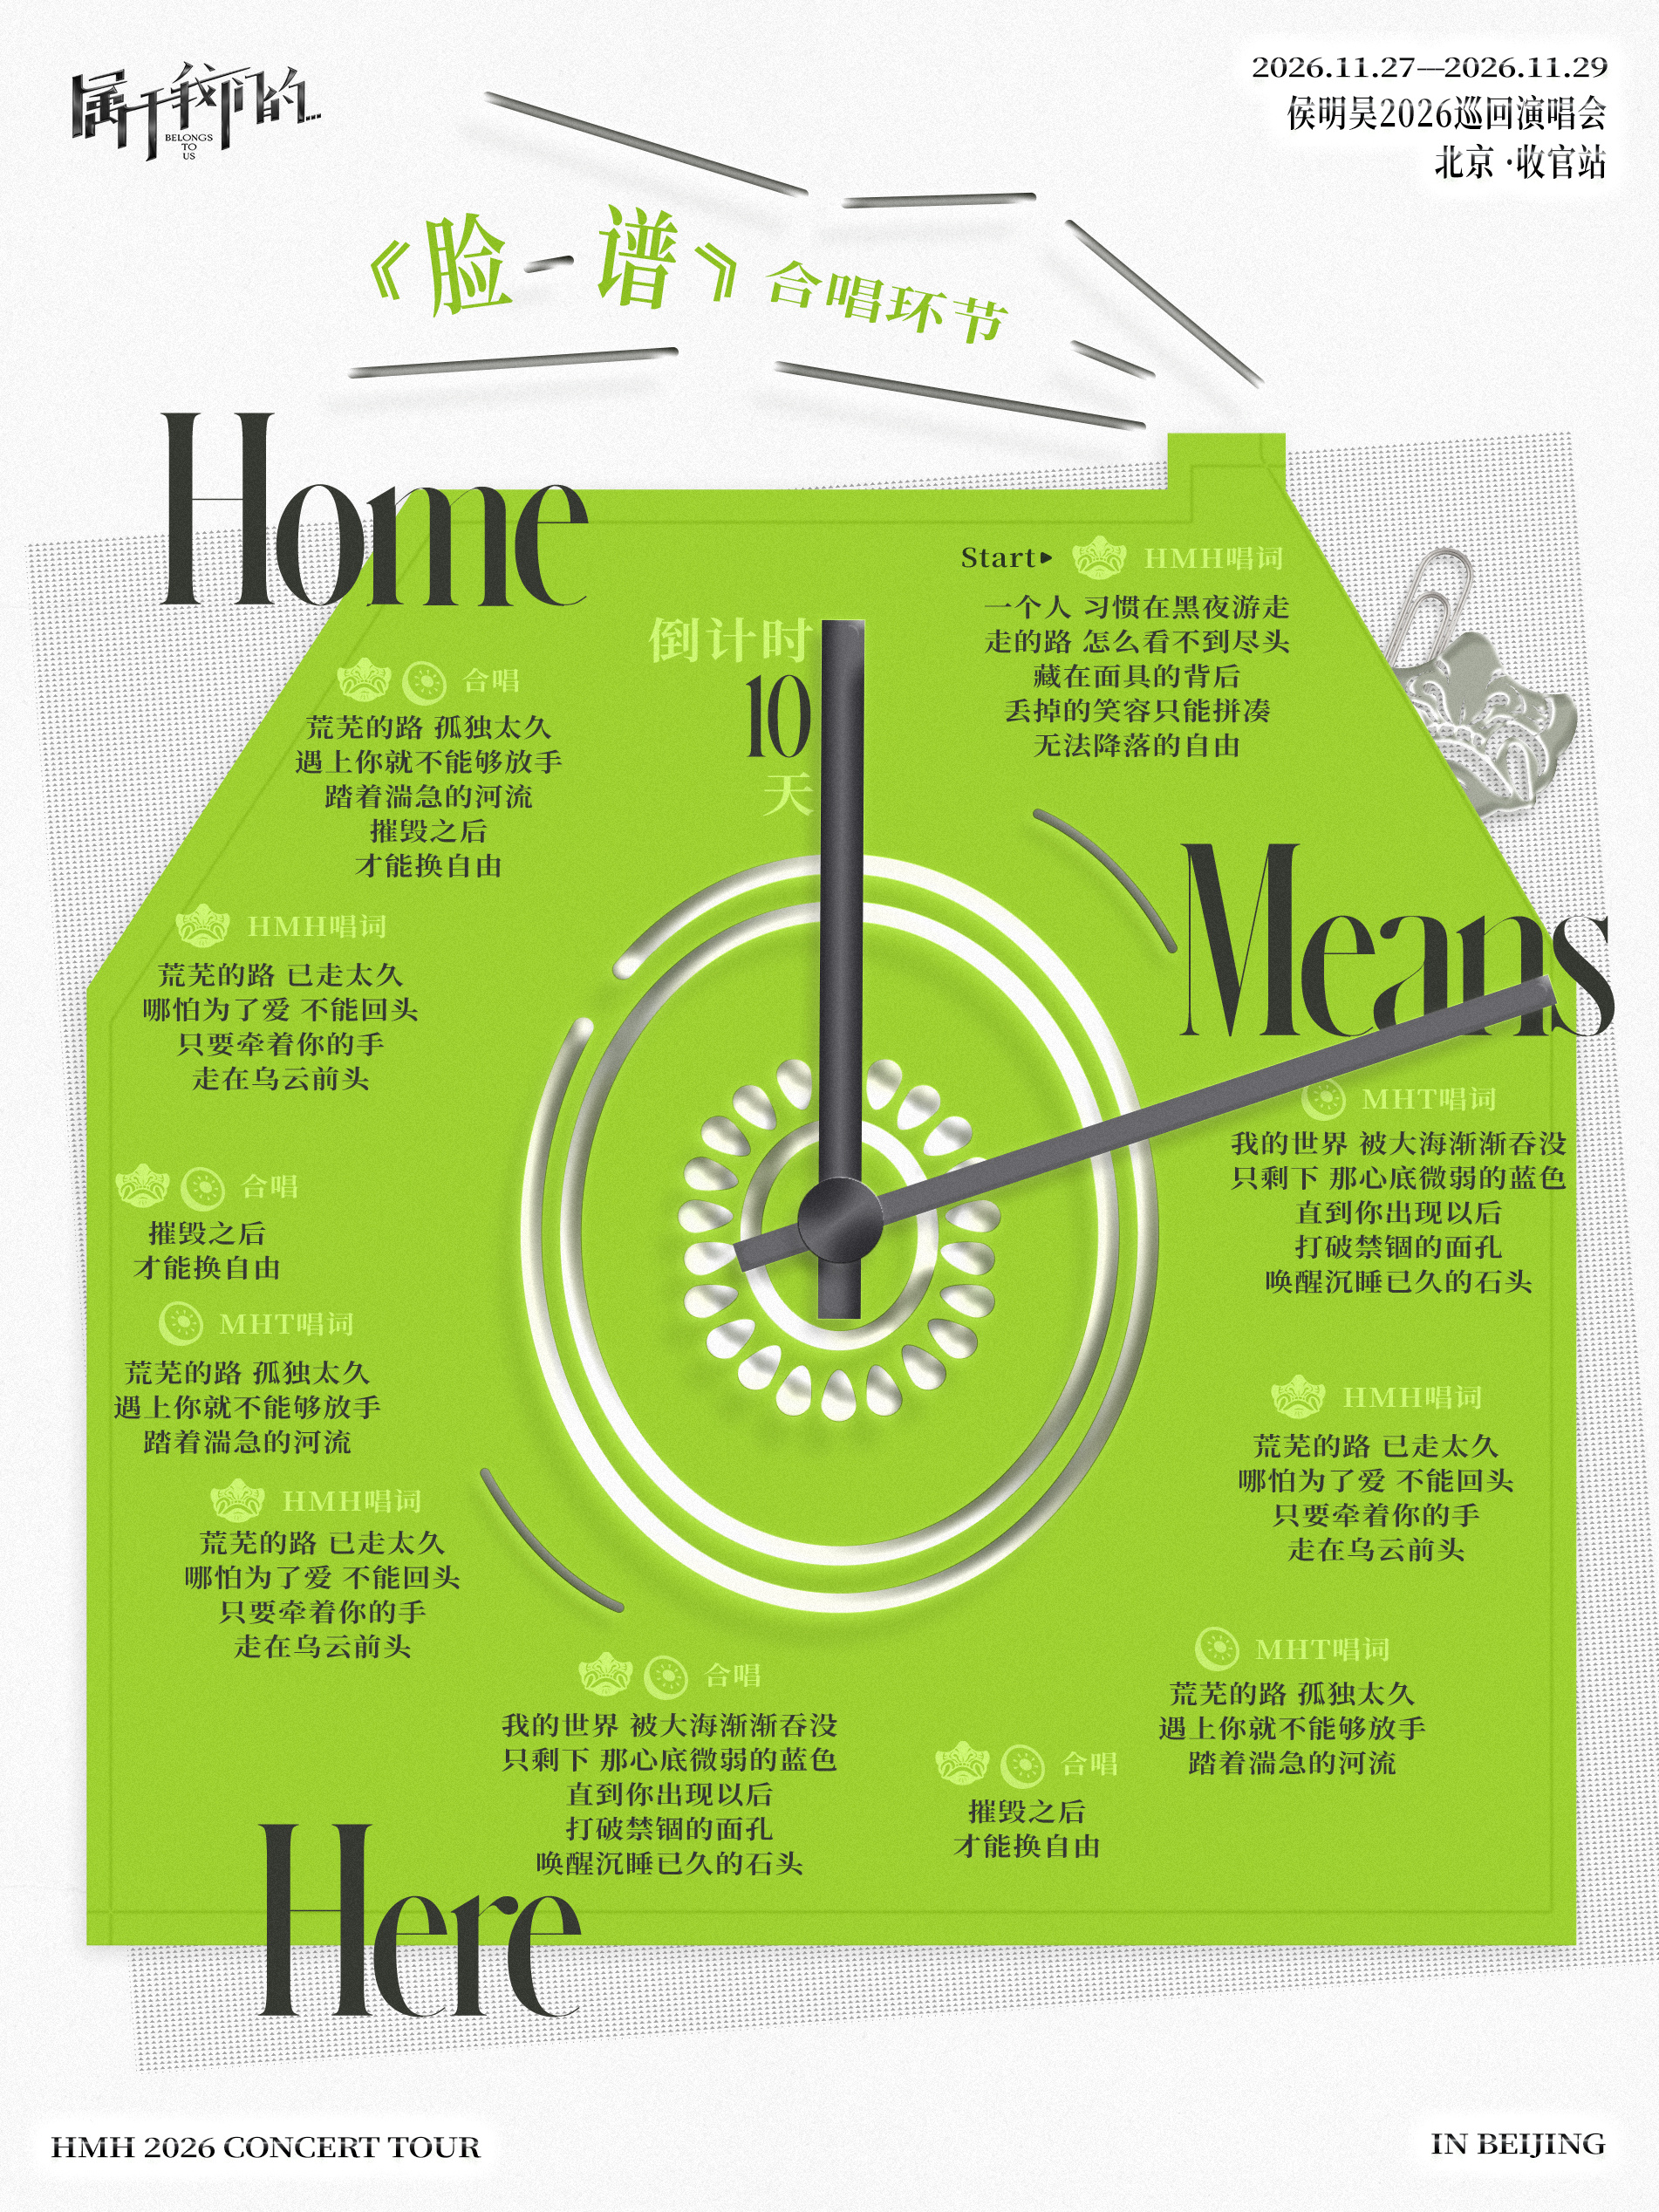 属于我们的...
BELONGS
TO
US
2026.11.27—2026.11.29
侯明昊2026巡回演唱会
北京·收官站
《脸-谱》合唱环节
Home
倒计时
10
天
Start HMH唱词
一个人 习惯在黑夜游走
走的路 怎么看不到尽头
藏在面具的背后
丢掉的笑容只能拼凑
无法降落的自由
Means
MHT唱词
我的世界 被大海渐渐吞没
只剩下 那心底微弱的蓝色
直到你出现以后
打破禁锢的面孔
唤醒沉睡已久的石头
HMH唱词
荒芜的路 已走太久
哪怕为了爱 不能回头
只要牵着你的手
走在乌云前头
MHT唱词
荒芜的路 孤独太久
遇上你就不能够放手
踏着湍急的河流
合唱
摧毁之后
才能换自由
合唱
我的世界 被大海渐渐吞没
只剩下 那心底微弱的蓝色
直到你出现以后
打破禁锢的面孔
唤醒沉睡已久的石头
HMH唱词
荒芜的路 已走太久
哪怕为了爱 不能回头
只要牵着你的手
走在乌云前头
MHT唱词
荒芜的路 孤独太久
遇上你就不能够放手
踏着湍急的河流
合唱
摧毁之后
才能换自由
HMH唱词
荒芜的路 已走太久
哪怕为了爱 不能回头
只要牵着你的手
走在乌云前头
合唱
荒芜的路 孤独太久
遇上你就不能够放手
踏着湍急的河流
摧毁之后
才能换自由
Here
HMH 2026 CONCERT TOUR
IN BEIJING